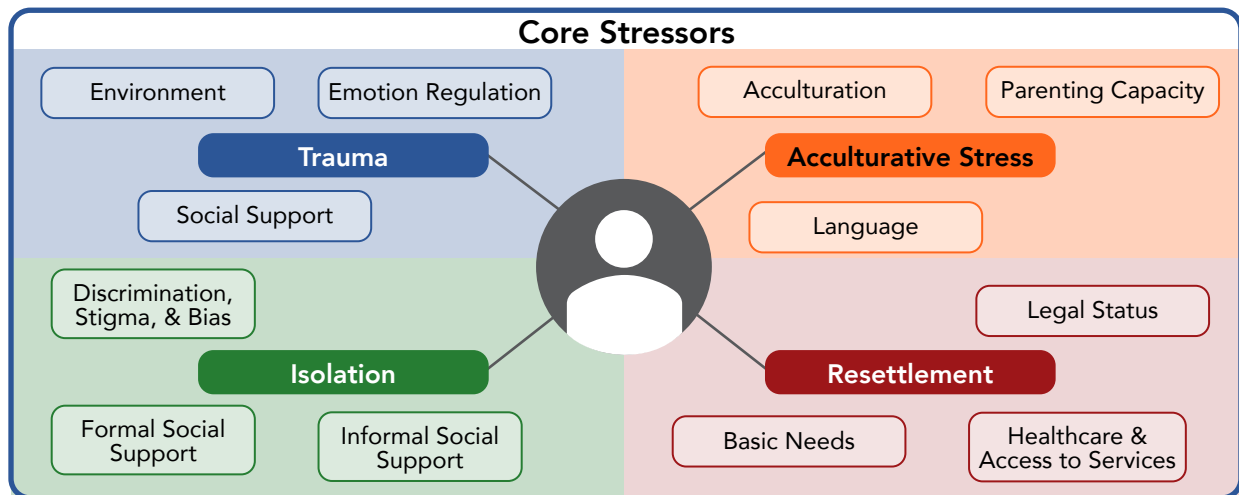 Core Stressors
Environment
Emotion Regulation
Trauma
Social Support
Acculturation
Parenting Capacity
Acculturative Stress
Language
Discrimination,
Stigma, & Bias
Isolation
Formal Social
Support
Informal Social
Support
Legal Status
Resettlement
Basic Needs
Healthcare &
Access to Services